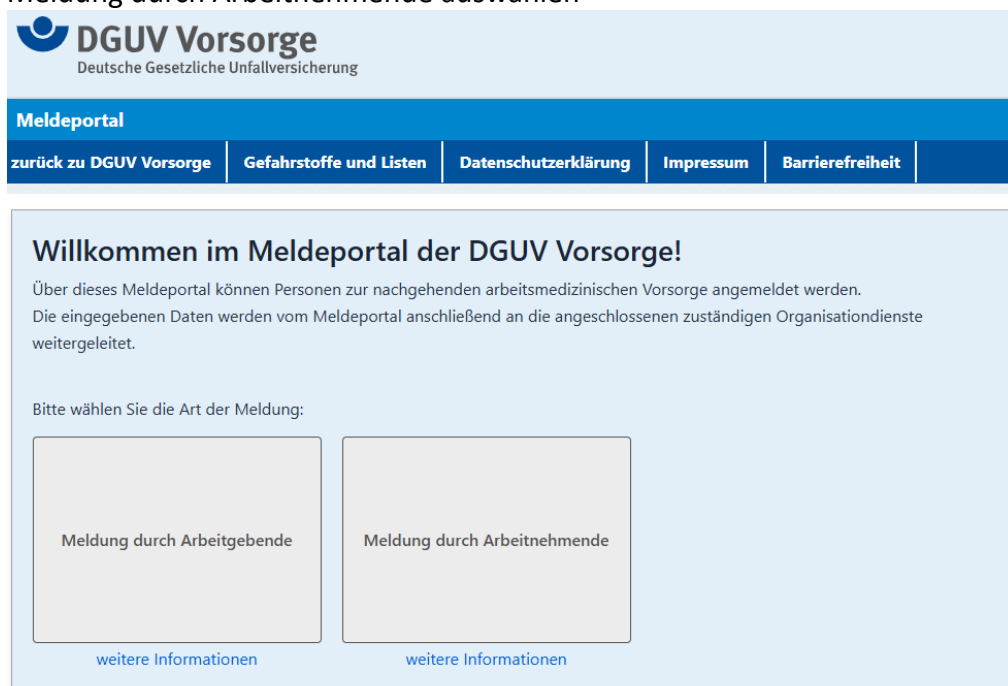 Meldung durch Arbeitnehmende auswählen
DGUV Vorsorge
Deutsche Gesetzliche Unfallversicherung
Meldeportal
zurück zu DGUV Vorsorge Gefahrstoffe und Listen Datenschutzerklärung Impressum Barrierefreiheit
Willkommen im Meldeportal der DGUV Vorsorge!
Über dieses Meldeportal können Personen zur nachgehenden arbeitsmedizinischen Vorsorge angemeldet werden.
Die eingegebenen Daten werden vom Meldeportal anschließend an die angeschlossenen zuständigen Organisationdienste
weitergeleitet.
Bitte wählen Sie die Art der Meldung:
Meldung durch Arbeitgebende Meldung durch Arbeitnehmende
weitere Informationen weitere Informationen